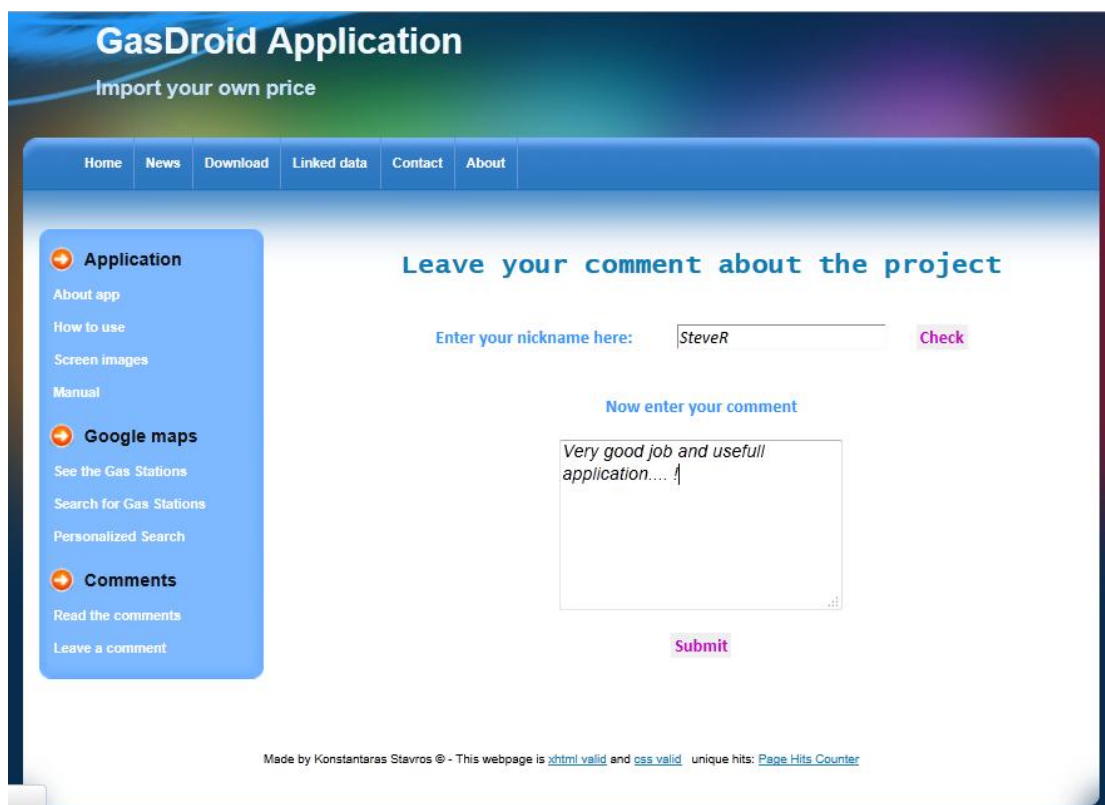 GasDroid Application
Import your own price
Home News Download Linked data Contact About
Application
About app
How to use
Screen images
Manual
Google maps
See the Gas Stations
Search for Gas Stations
Personalized Search
Comments
Read the comments
Leave a comment
Leave your comment about the project
Enter your nickname here: SteveR Check
Now enter your comment
Very good job and usefull
application.... !
Submit
Made by Konstantaras Stavros © - This webpage is xhtml valid and css valid unique hits: Page Hits Counter